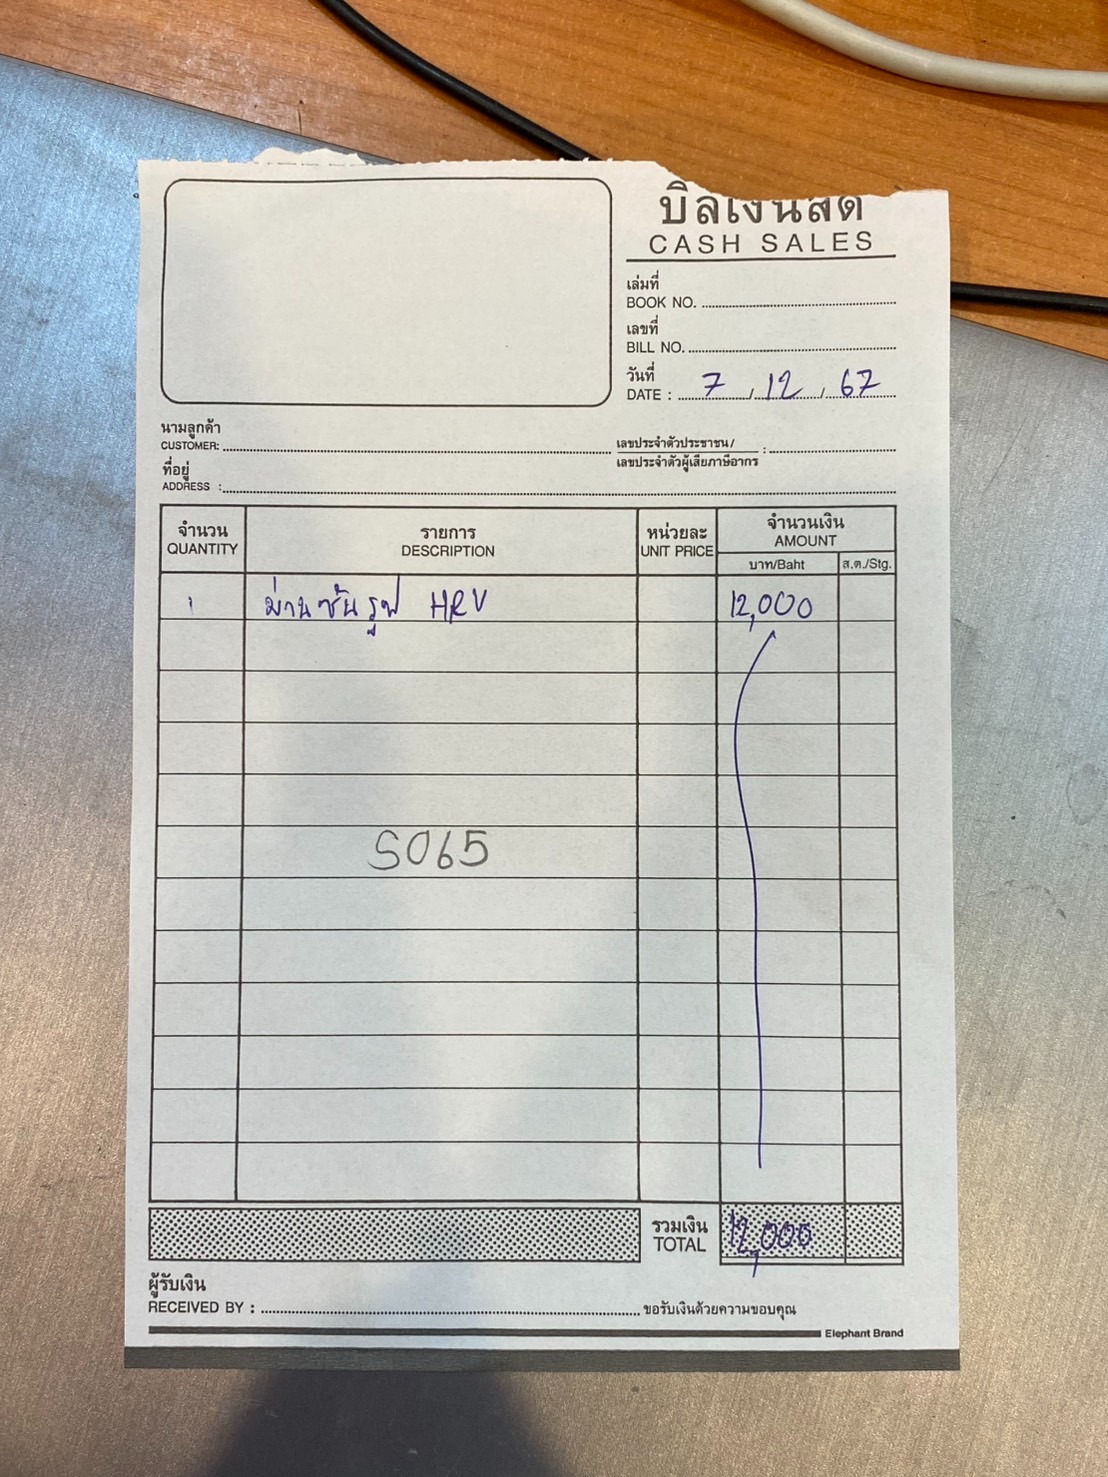 บิลเงินสด
CASH SALES
เล่มที่
BOOK NO.
เลขที่
BILL NO.
วันที่
DATE : 7 / 12 / 67
นามลูกค้า
CUSTOMER:
เลขประจำตัวประชาชน/
เลขประจำตัวผู้เสียภาษีอากร :
ที่อยู่
ADDRESS :
จำนวน รายการ หน่วยละ จำนวนเงิน
QUANTITY DESCRIPTION UNIT PRICE AMOUNT
บาท/Baht ส.ต./Stg.
1 ม่านซันรูฟ HRV 12,000
S065
รวมเงิน
TOTAL 12,000
ผู้รับเงิน
RECEIVED BY : ขอรับเงินด้วยความขอบคุณ
Elephant Brand